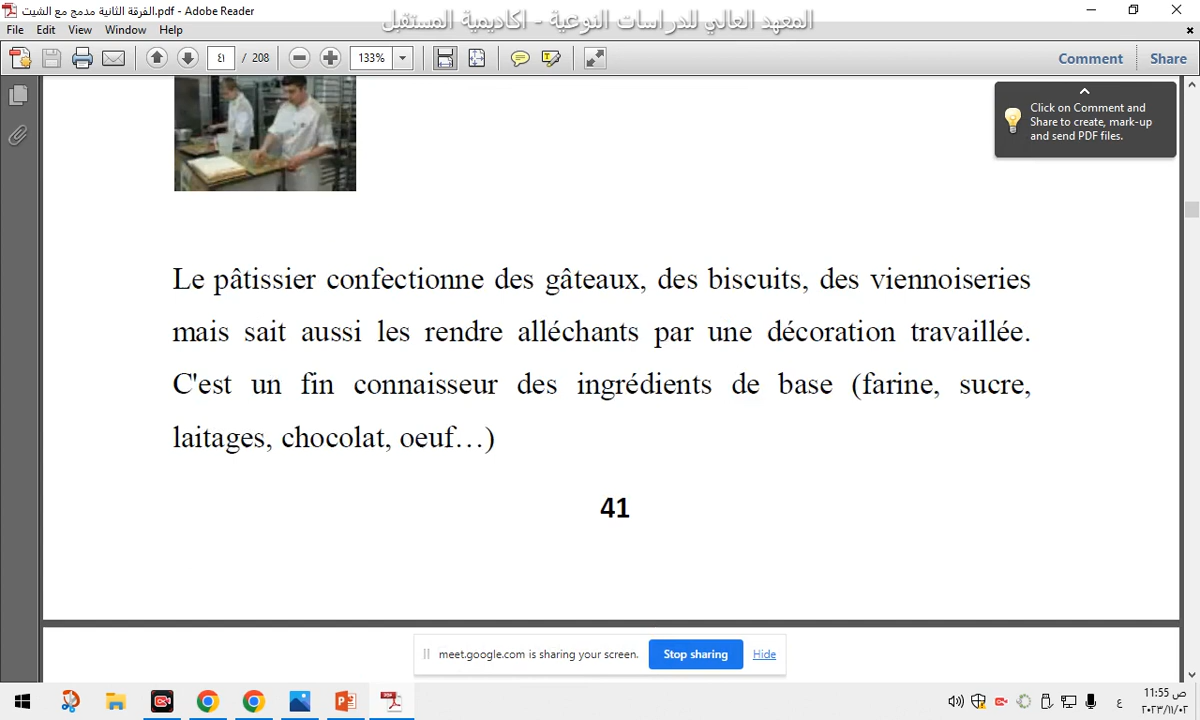 الفرقة الثانية مدمج مع الشيت.pdf - Adobe Reader
المعهد العالي للدراسات النوعية - اكاديمية المستقبل
File Edit View Window Help
٤١ / 208 133% Comment Share
Click on Comment and
Share to create, mark-up
and send PDF files.
Le pâtissier confectionne des gâteaux, des biscuits, des viennoiseries
mais sait aussi les rendre alléchants par une décoration travaillée.
C'est un fin connaisseur des ingrédients de base (farine, sucre,
laitages, chocolat, oeuf…)
41
meet.google.com is sharing your screen. Stop sharing Hide
ع 11:55 ص
٢٠٢٣/١١/٠٢